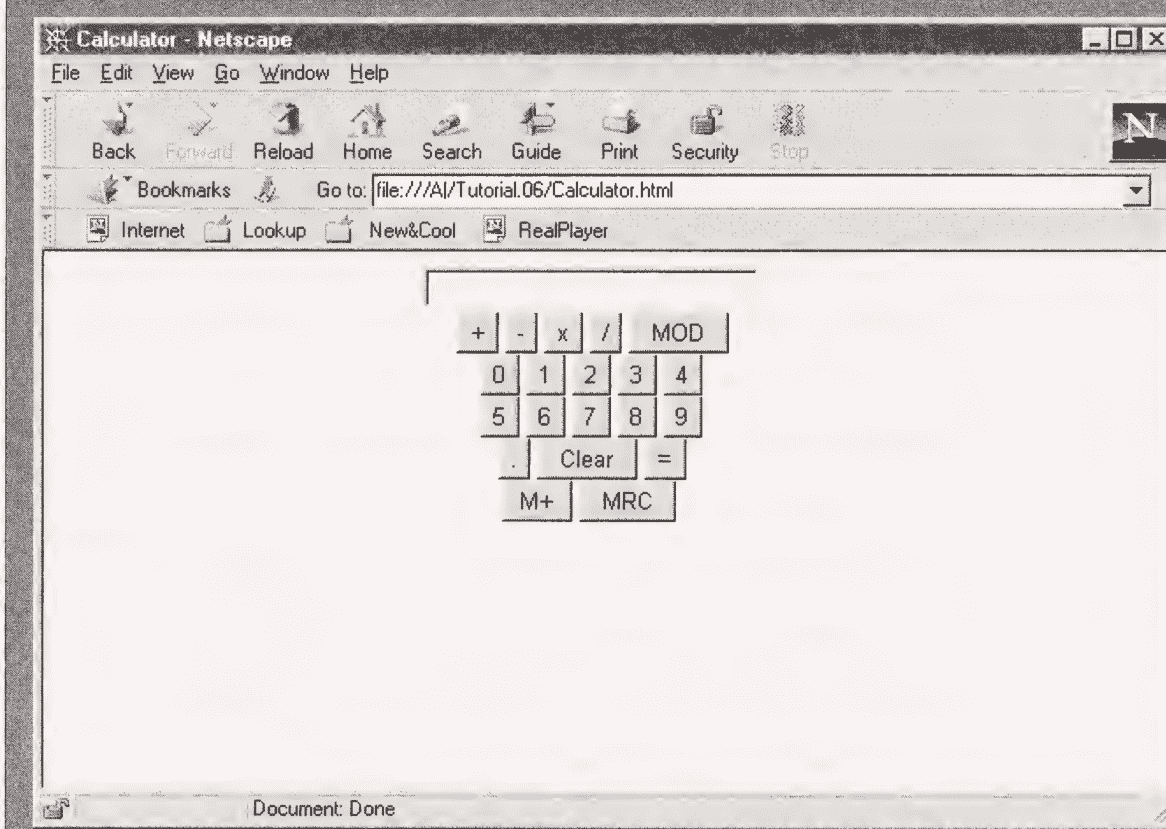 Calculator - Netscape
File Edit View Go Window Help
N
Back Forward Reload Home Search Guide Print Security Stop
Bookmarks Go to: file:///A|/Tutorial.06/Calculator.html
Internet Lookup New&Cool RealPlayer
+ - x / MOD
0 1 2 3 4
5 6 7 8 9
. Clear =
M+ MRC
Document: Done